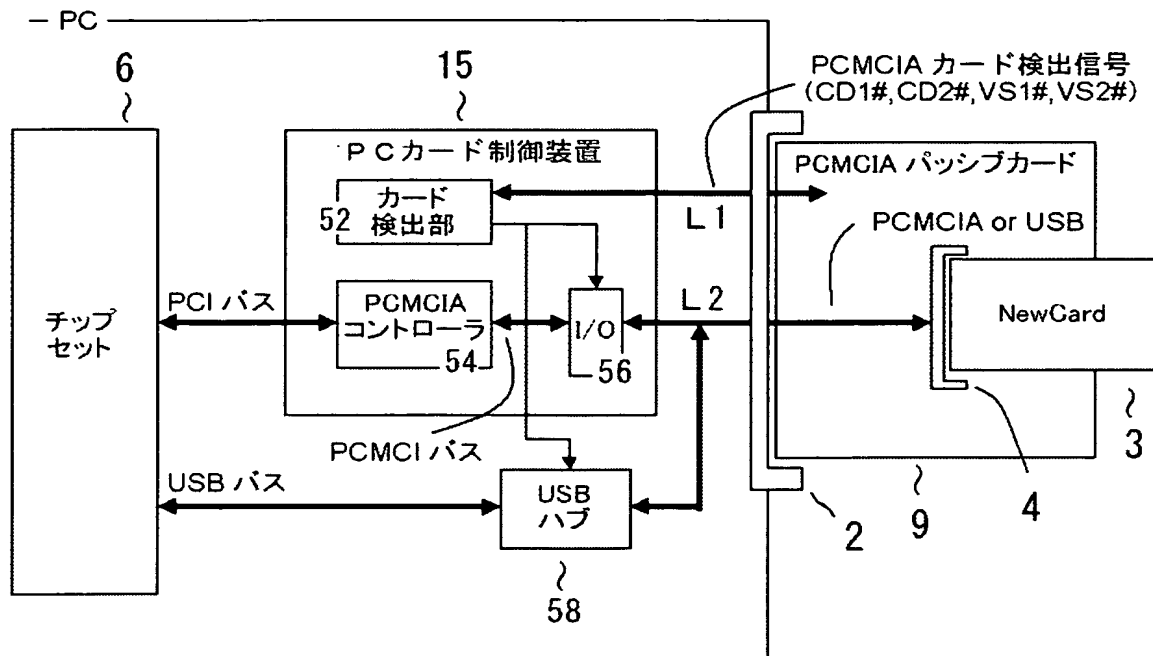 PC
6
15
PCMCIA カード検出信号
(CD1#,CD2#,VS1#,VS2#)
PCカード制御装置
カード
検出部
52
L1
PCMCIA パッシブカード
PCMCIA or USB
PCI バス
チップ
セット
PCMCIA
コントローラ
54
I/O
56
L2
NewCard
PCMCI バス
3
4
USB バス
USB
ハブ
2
9
58